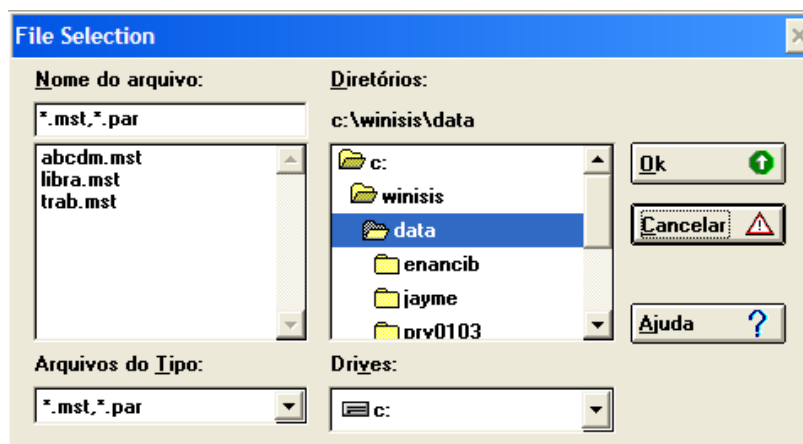 File Selection
Nome do arquivo:
*.mst,*.par
abcdm.mst
libra.mst
trab.mst
Arquivos do Tipo:
*.mst,*.par
Diretórios:
c:\winisis\data
c:
winisis
data
enancib
jayme
prv0103
Drives:
c:
Ok
Cancelar
Ajuda